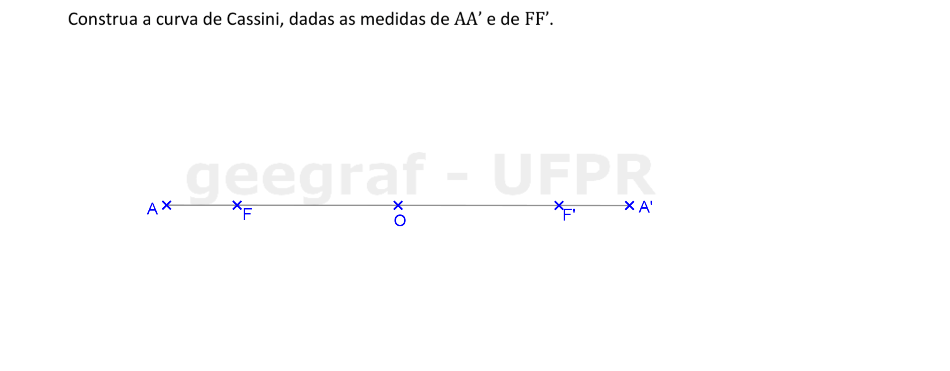 Construa a curva de Cassini, dadas as medidas de AA’ e de FF’.
geegraf - UFPR
A F O F' A'